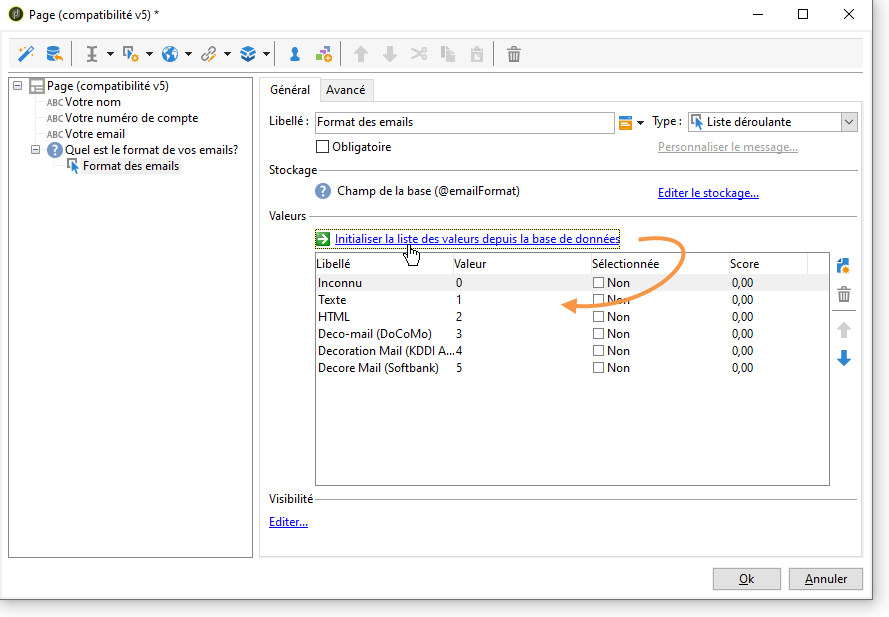 Page (compatibilité v5) *
Page (compatibilité v5)
ABC Votre nom
ABC Votre numéro de compte
ABC Votre email
Quel est le format de vos emails?
Format des emails
Général Avancé
Libellé : Format des emails Type : Liste déroulante
Obligatoire Personnaliser le message...
Stockage
Champ de la base (@emailFormat) Editer le stockage...
Valeurs
Initialiser la liste des valeurs depuis la base de données
Libellé Valeur Sélectionnée Score
Inconnu 0 Non 0,00
Texte 1 Non 0,00
HTML 2 Non 0,00
Deco-mail (DoCoMo) 3 Non 0,00
Decoration Mail (KDDI A... 4 Non 0,00
Decore Mail (Softbank) 5 Non 0,00
Visibilité
Editer...
Ok Annuler